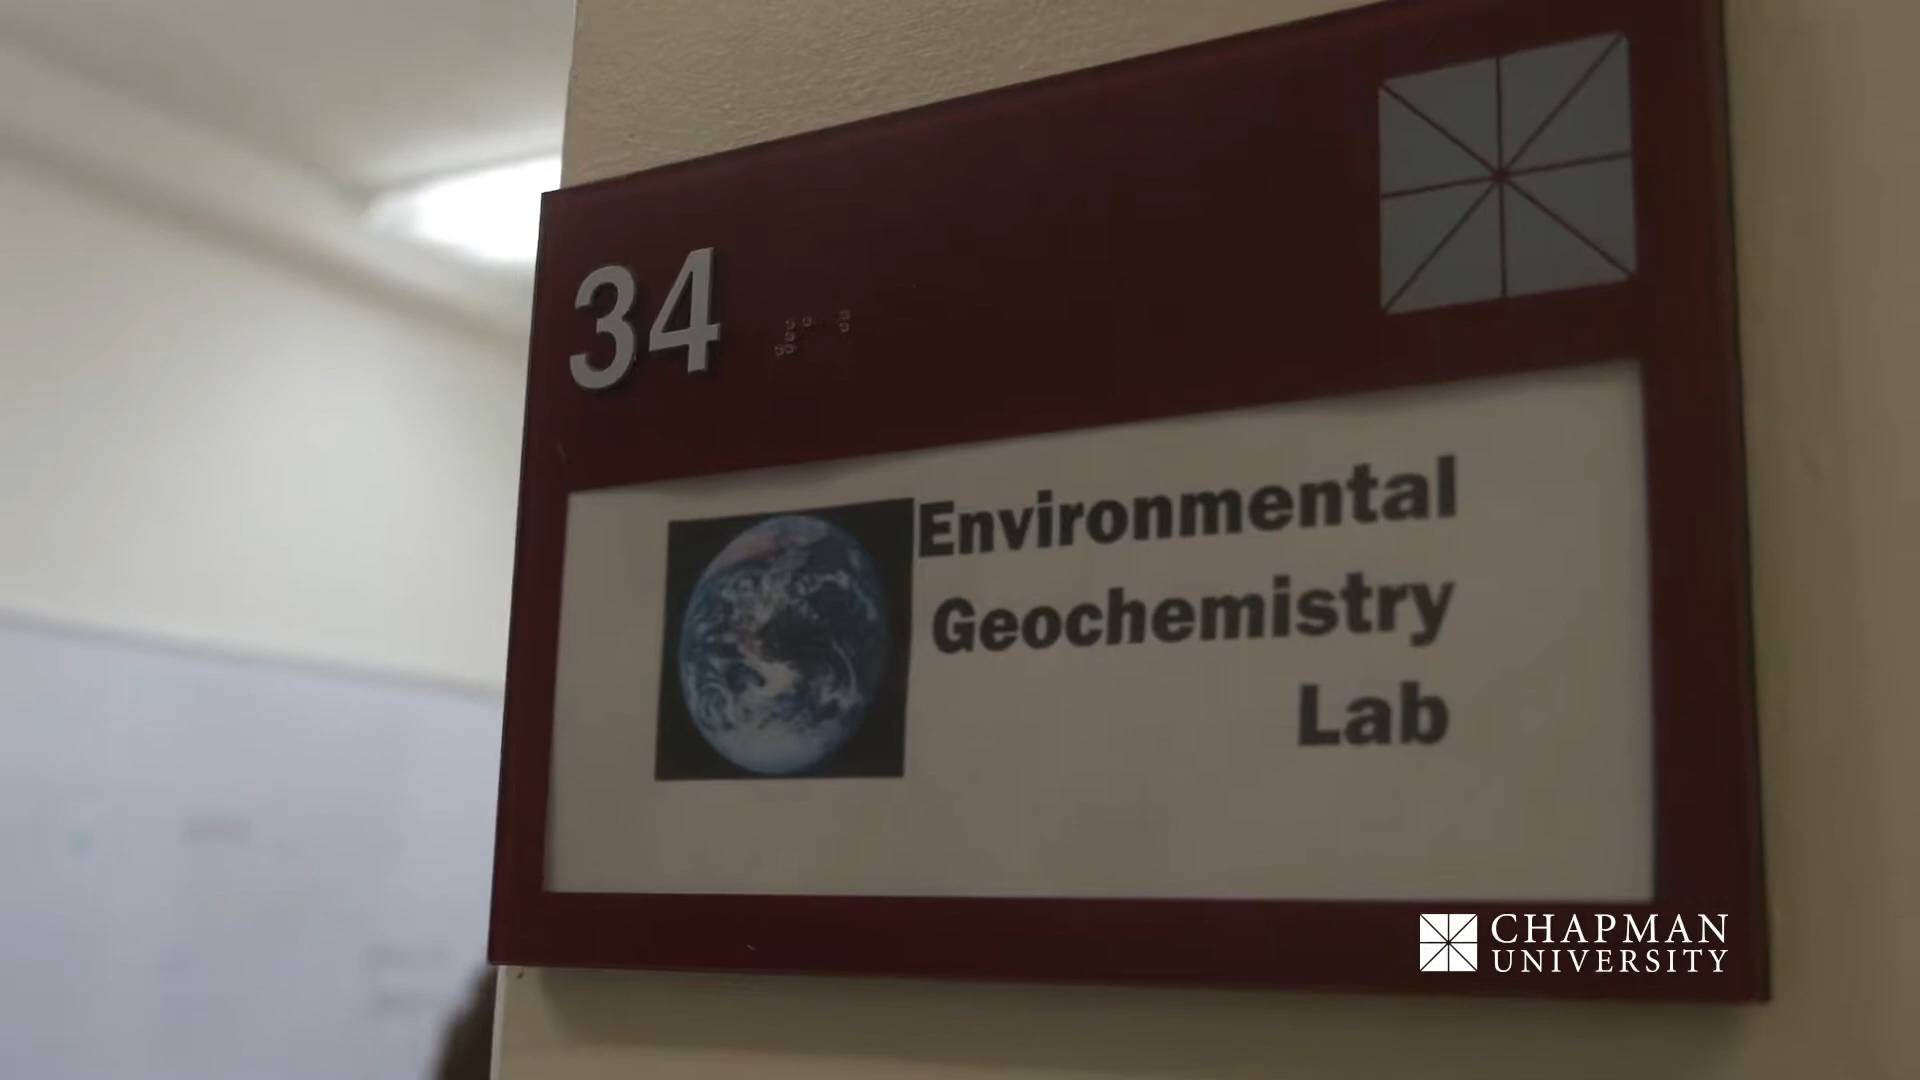 34
Environmental
Geochemistry
Lab
CHAPMAN
UNIVERSITY